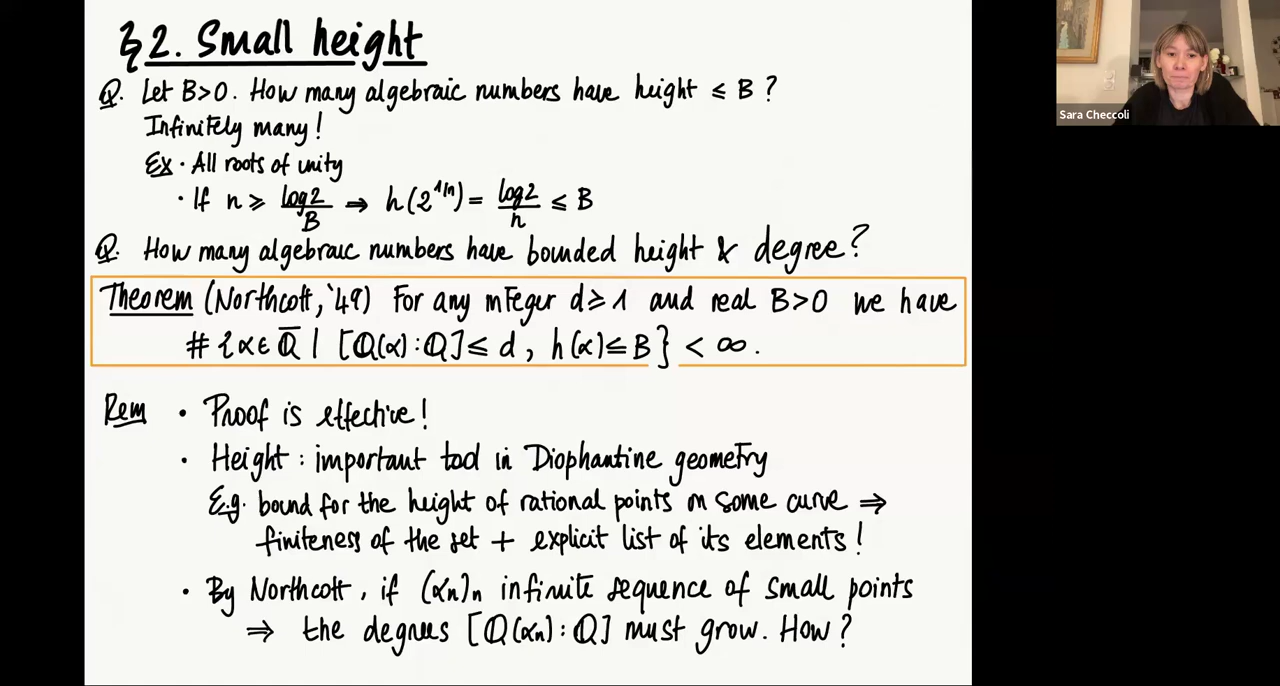 § 2. Small height
Q. Let B>0. How many algebraic numbers have height ⩽ B ?
Infinitely many!
Ex • All roots of unity
• If n ⩾ log2/B ⇒ h(2^{1/n}) = log2/n ⩽ B
Q. How many algebraic numbers have bounded height & degree?
Theorem (Northcott, '49) For any integer d⩾1 and real B>0 we have
# {α∈ Q̅ | [Q(α):Q]⩽ d, h(α)⩽B } < ∞.
Rem • Proof is effective!
• Height : important tool in Diophantine geometry
E.g. bound for the height of rational points on some curve ⇒
finiteness of the set + explicit list of its elements!
• By Northcott, if (αn)n infinite sequence of small points
⇒ the degrees [Q(αn):Q] must grow. How?
Sara Checcoli